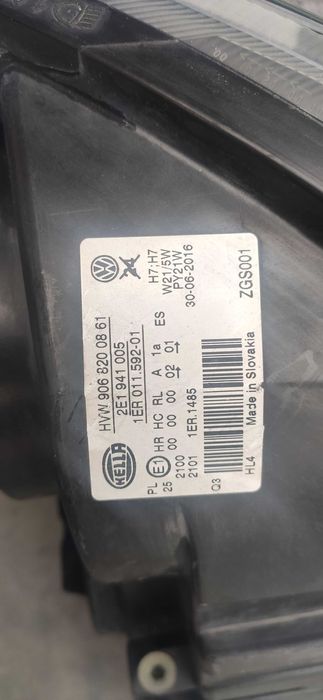 HVW 906 820 08 61
2E1 941 005
1ER 011.592-01
H7:H7
W21/5W
PY21W
30-06-2016
HELLA
PL E1 HR HC RL A 1a ES
25 00 00 00 02 01
2100
2101 1ER.1485
Q3
HL4 Made in Slovakia ZGS001